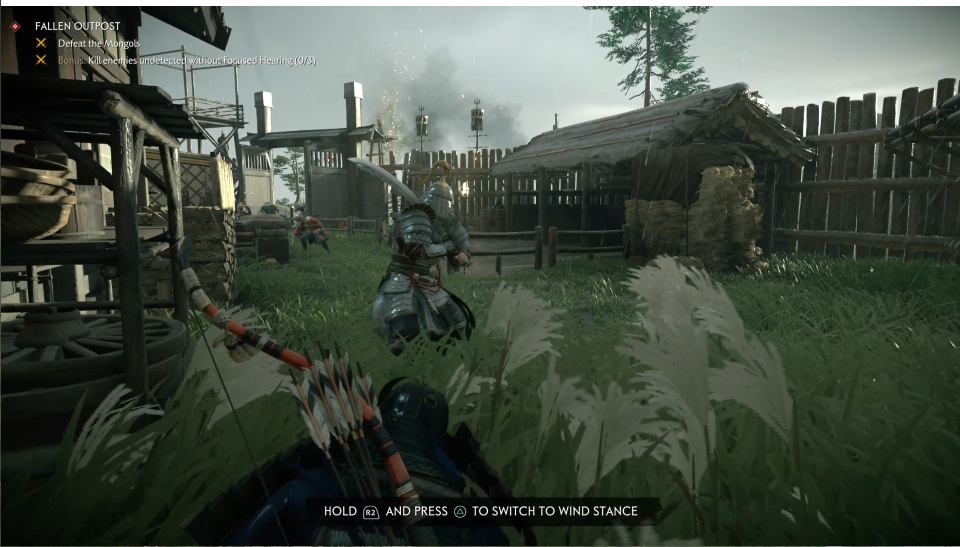 FALLEN OUTPOST
Defeat the Mongols
Bonus: Kill enemies undetected without Focused Hearing (0/3)
HOLD R2 AND PRESS TO SWITCH TO WIND STANCE